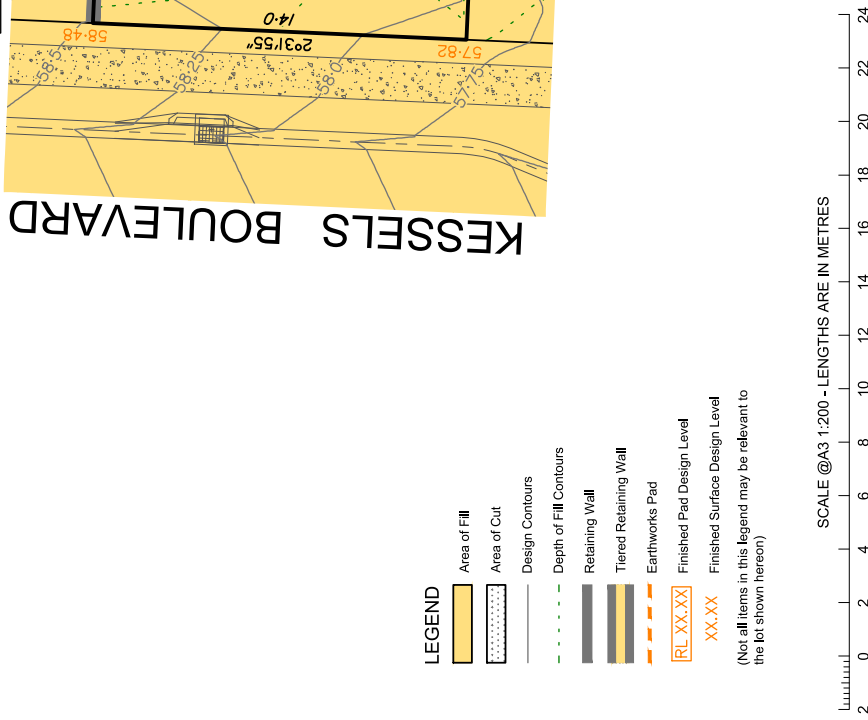 58·48
14·0
2°31'55"
57·82
58·5
58·25
58·0
57·75
KESSELS BOULEVARD
LEGEND
Area of Fill
Area of Cut
Design Contours
Depth of Fill Contours
Retaining Wall
Tiered Retaining Wall
Earthworks Pad
RL XX.XX Finished Pad Design Level
XX.XX Finished Surface Design Level
(Not all items in this legend may be relevant to
the lot shown hereon)
SCALE @A3 1:200 - LENGTHS ARE IN METRES
2 0 2 4 6 8 10 12 14 16 18 20 22 24